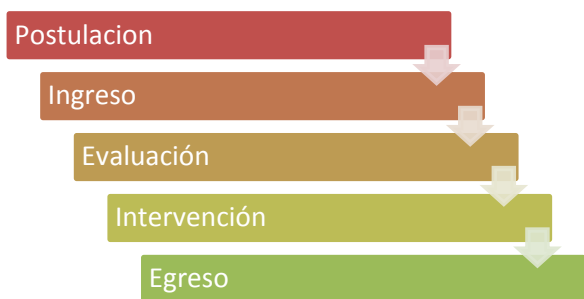 Postulacion
Ingreso
Evaluación
Intervención
Egreso